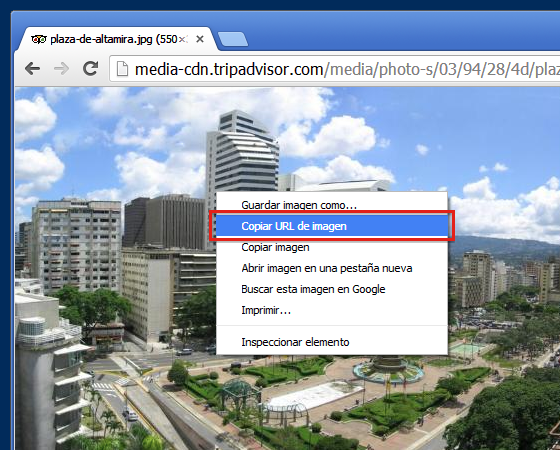 plaza-de-altamira.jpg (550×
media-cdn.tripadvisor.com/media/photo-s/03/94/28/4d/plaz
Guardar imagen como...
Copiar URL de imagen
Copiar imagen
Abrir imagen en una pestaña nueva
Buscar esta imagen en Google
Imprimir...
Inspeccionar elemento